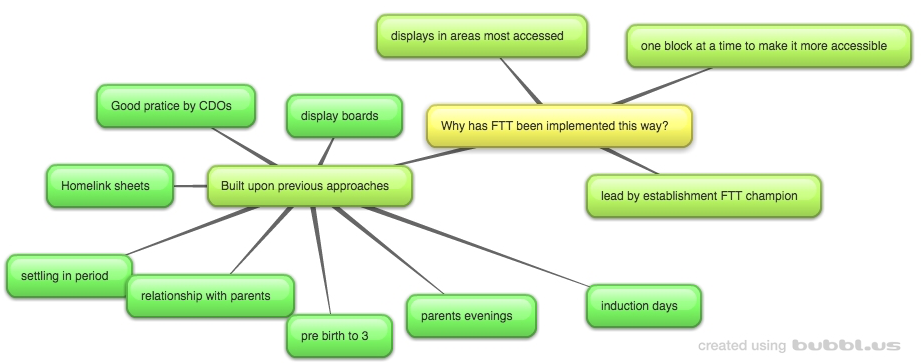 displays in areas most accessed
one block at a time to make it more accessible
Good pratice by CDOs
display boards
Why has FTT been implemented this way?
Homelink sheets
Built upon previous approaches
lead by establishment FTT champion
settling in period
relationship with parents
pre birth to 3
parents evenings
induction days
created using bubbl.us